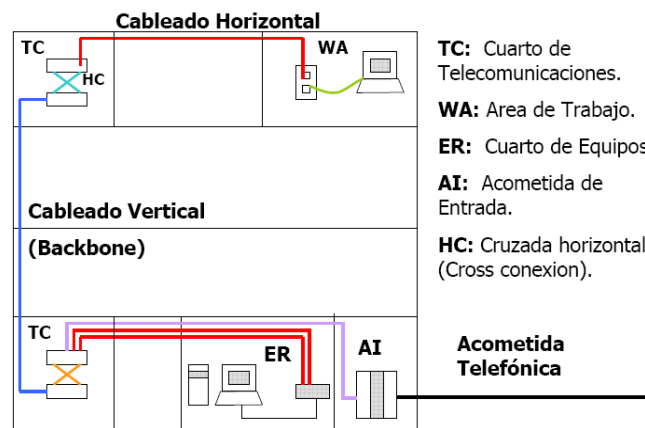 Cableado Horizontal
TC
HC
WA
TC: Cuarto de
Telecomunicaciones.
WA: Area de Trabajo.
ER: Cuarto de Equipos
AI: Acometida de
Entrada.
HC: Cruzada horizontal
(Cross conexion).
Cableado Vertical
(Backbone)
TC
ER
AI
Acometida
Telefónica